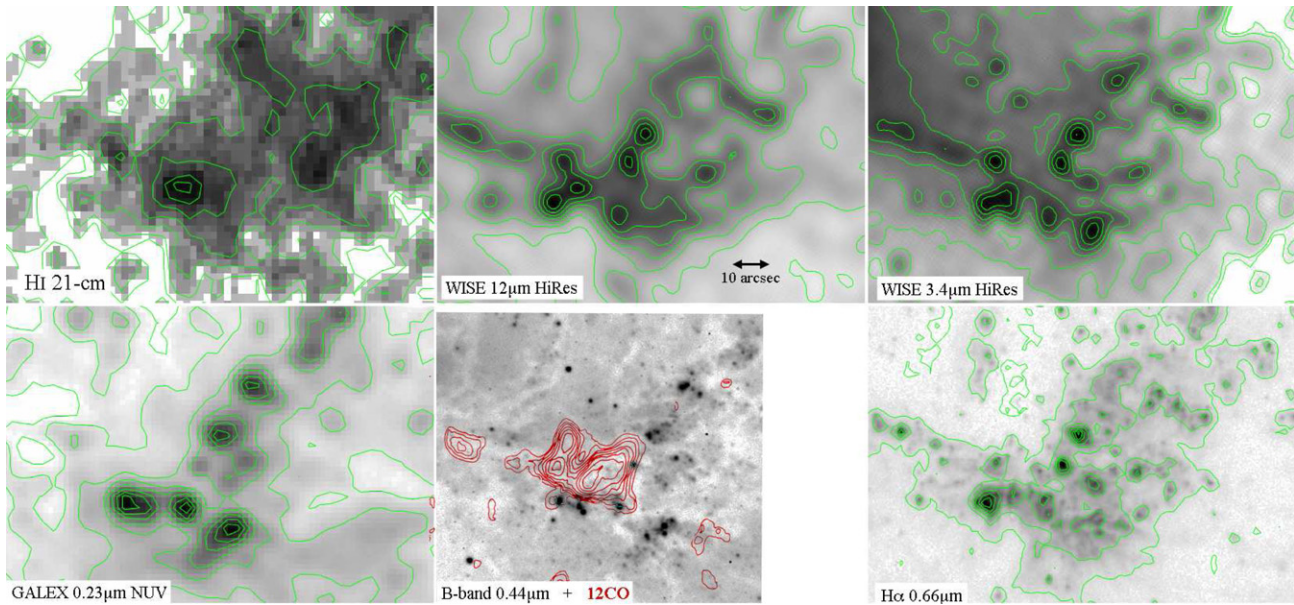 HI 21-cm
WISE 12μm HiRes
10 arcsec
WISE 3.4μm HiRes
GALEX 0.23μm NUV
B-band 0.44μm + 12CO
Hα 0.66μm